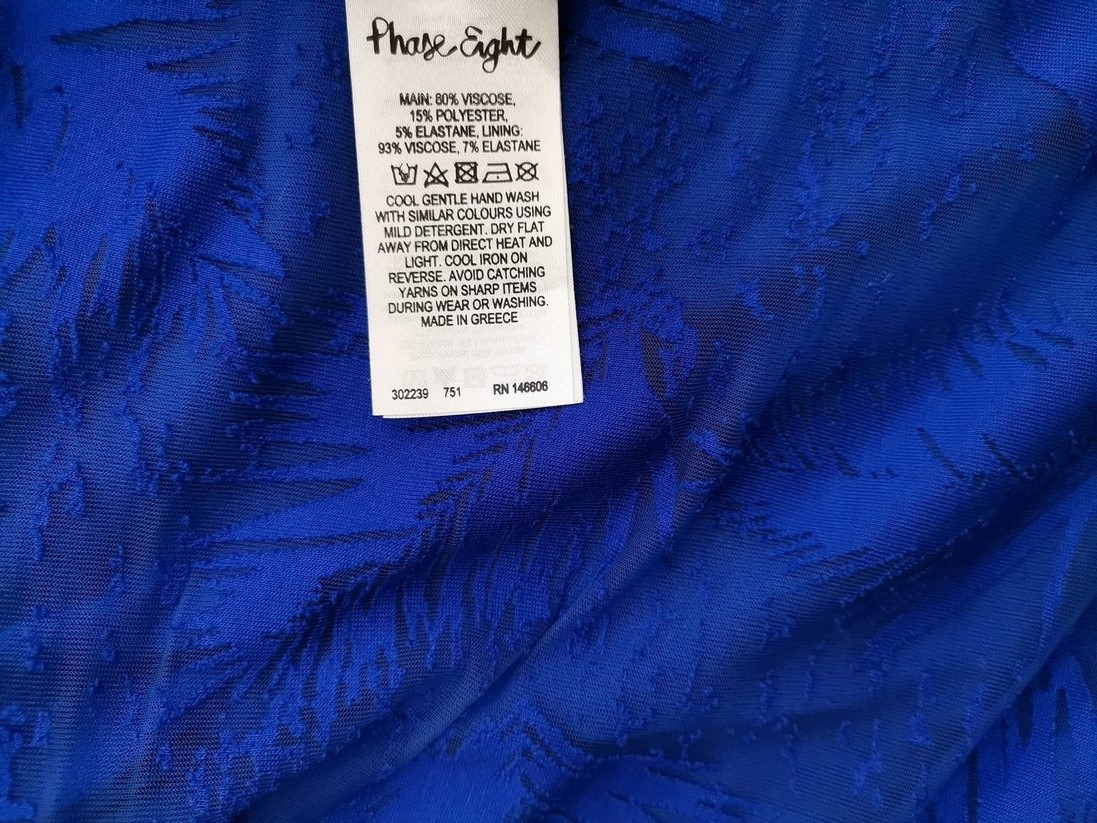 Phase Eight
MAIN: 80% VISCOSE,
15% POLYESTER,
5% ELASTANE, LINING:
93% VISCOSE, 7% ELASTANE
COOL GENTLE HAND WASH
WITH SIMILAR COLOURS USING
MILD DETERGENT. DRY FLAT
AWAY FROM DIRECT HEAT AND
LIGHT. COOL IRON ON
REVERSE. AVOID CATCHING
YARNS ON SHARP ITEMS
DURING WEAR OR WASHING.
MADE IN GREECE
302239 751 RN 146606